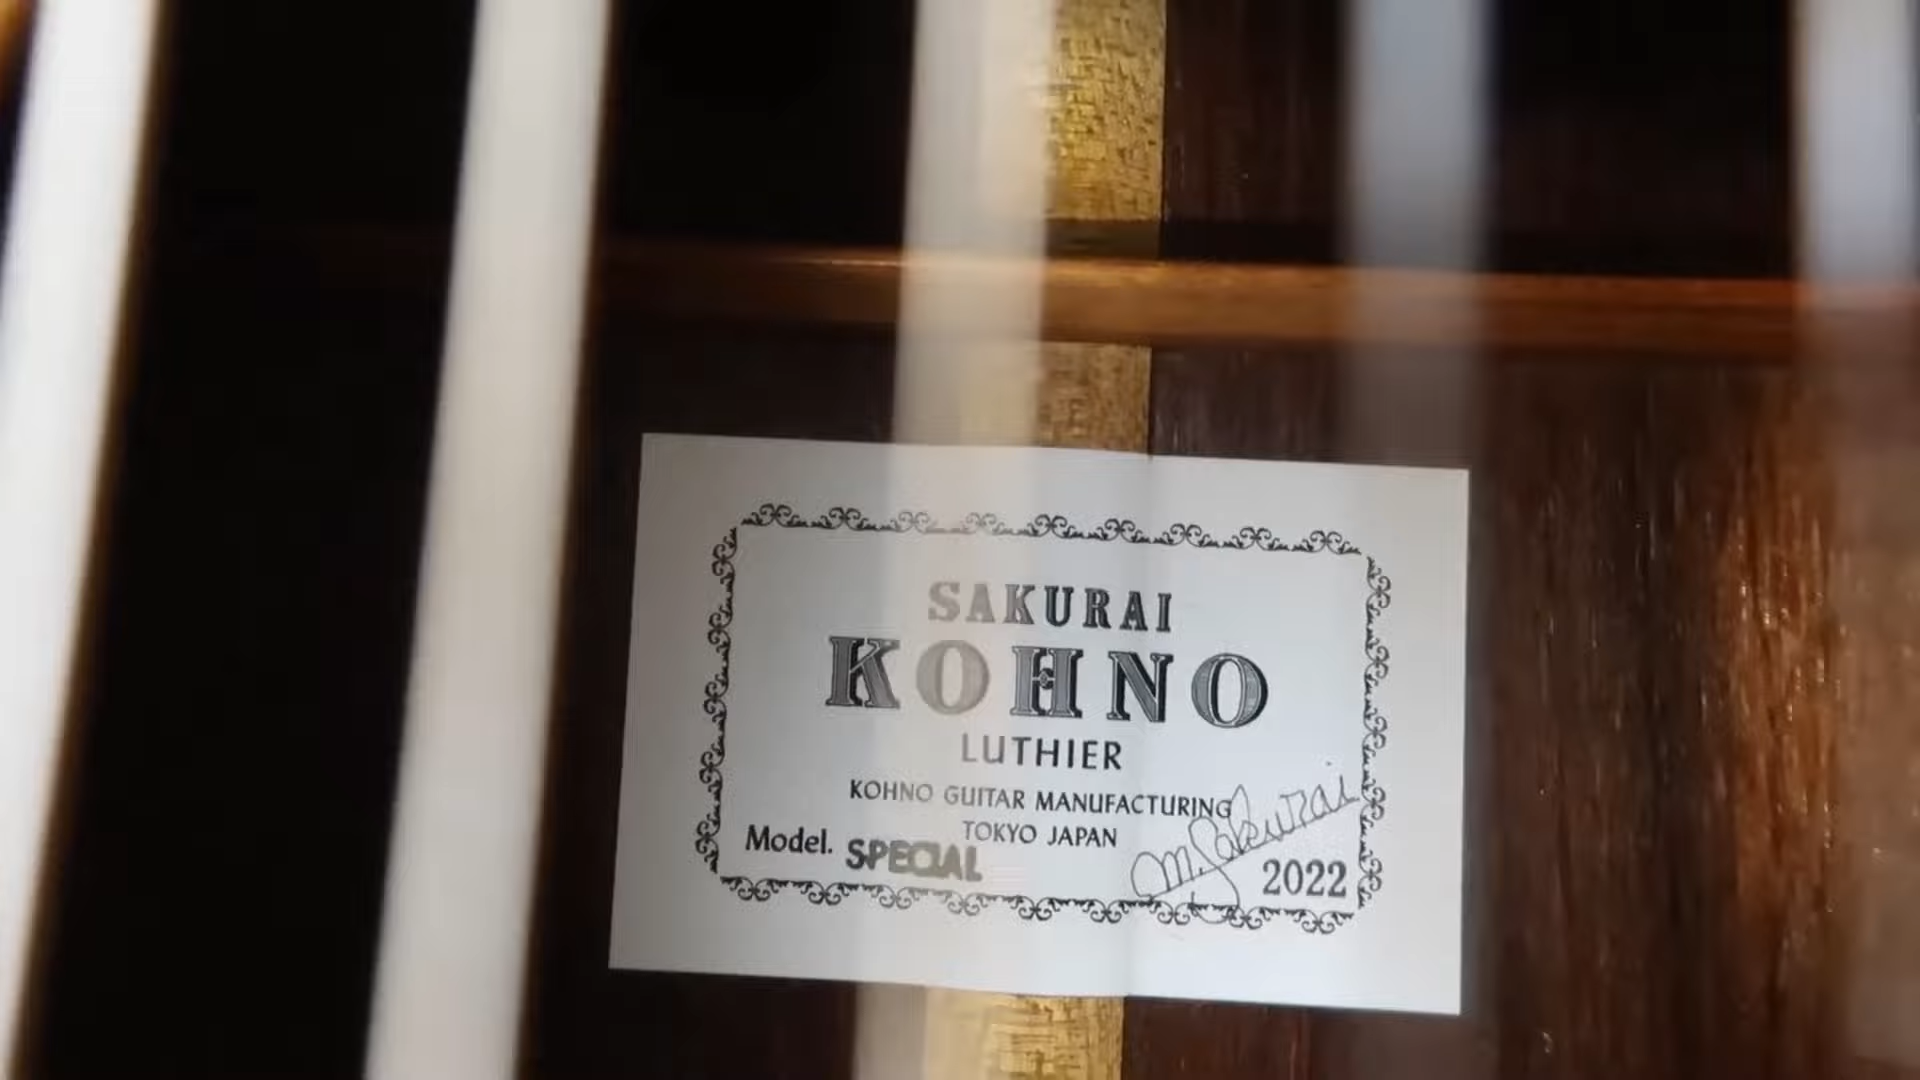 SAKURAI
KOHNO
LUTHIER
KOHNO GUITAR MANUFACTURING
TOKYO JAPAN
Model. SPECIAL
M. Sakurai
2022